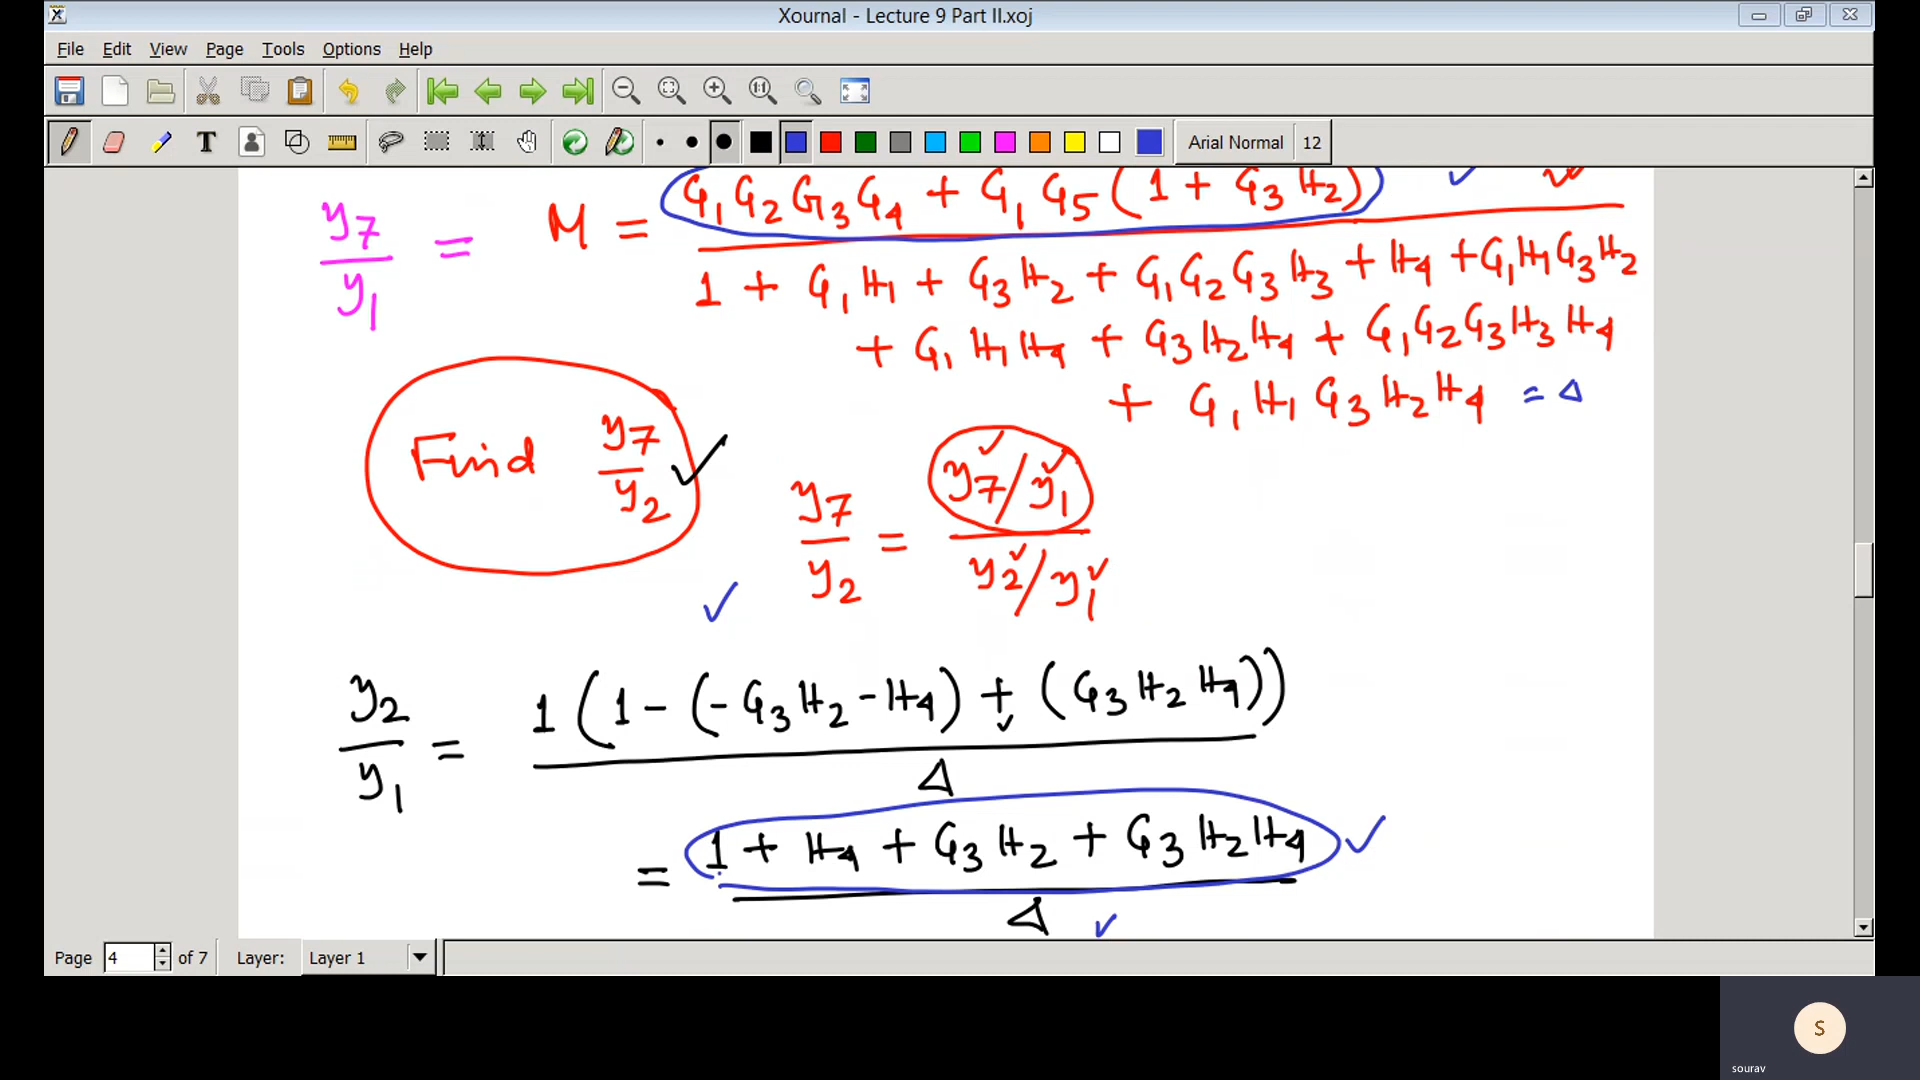 Xournal - Lecture 9 Part II.xoj
File Edit View Page Tools Options Help
Arial Normal 12
y7/y1 = M = G1G2G3G4 + G1G5(1 + G3H2)
1 + G1H1 + G3H2 + G1G2G3H3 + H4 + G1H1G3H2
+ G1H1H4 + G3H2H4 + G1G2G3H3H4
+ G1H1G3H2H4 = Δ
Find y7/y2 ✓
y7/y2 = (y7/y1)/(y2/y1)
y2/y1 = 1(1-(-G3H2-H4)+(G3H2H4))
Δ
= 1 + H4 + G3H2 + G3H2H4 ✓
Δ ✓
Page 4 of 7 Layer: Layer 1
S
sourav